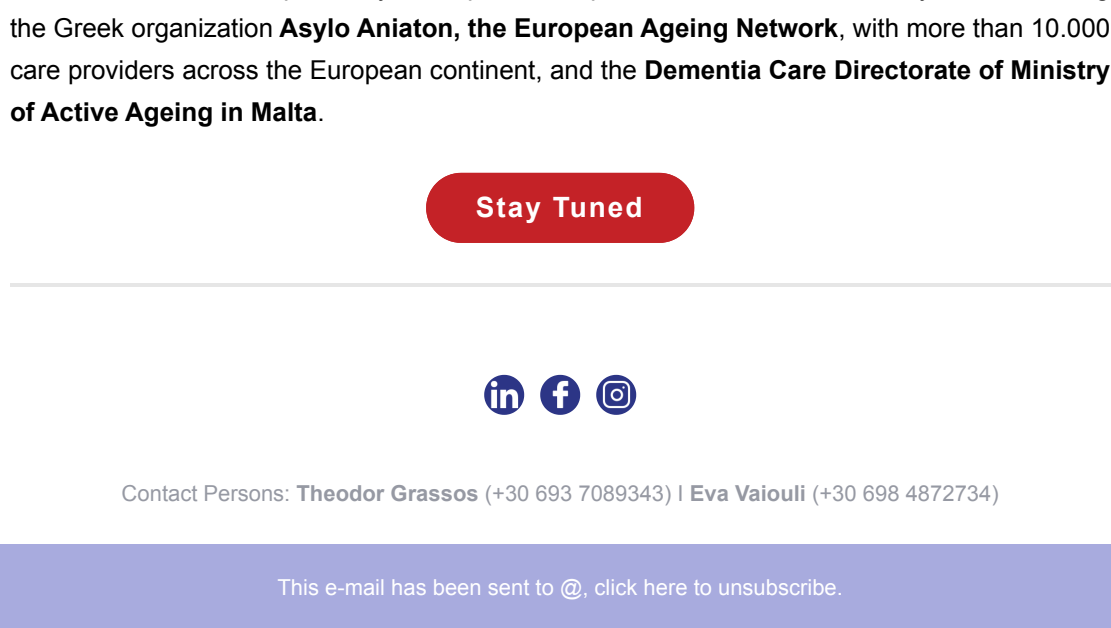 the Greek organization Asylo Aniaton, the European Ageing Network, with more than 10.000
care providers across the European continent, and the Dementia Care Directorate of Ministry
of Active Ageing in Malta.
Stay Tuned
in f
Contact Persons: Theodor Grassos (+30 693 7089343) I Eva Vaiouli (+30 698 4872734)
This e-mail has been sent to @, click here to unsubscribe.